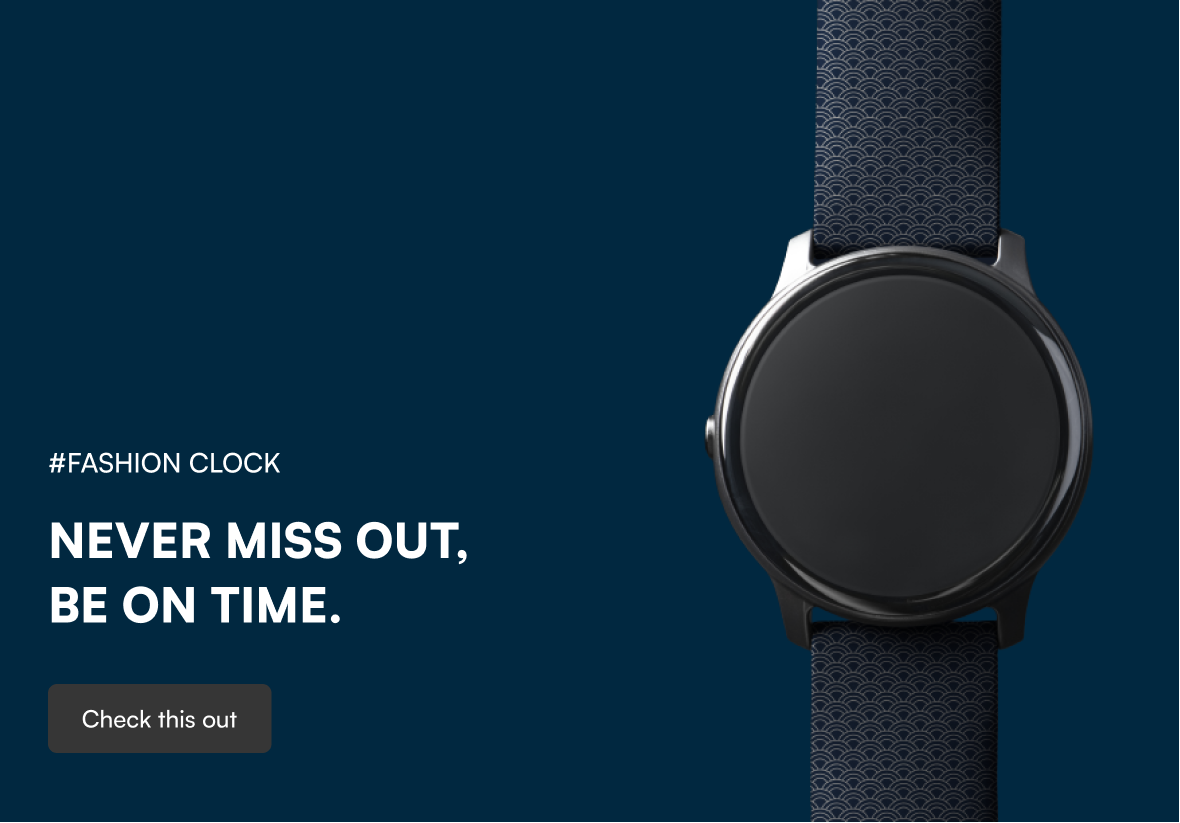 #FASHION CLOCK
NEVER MISS OUT,
BE ON TIME.
Check this out